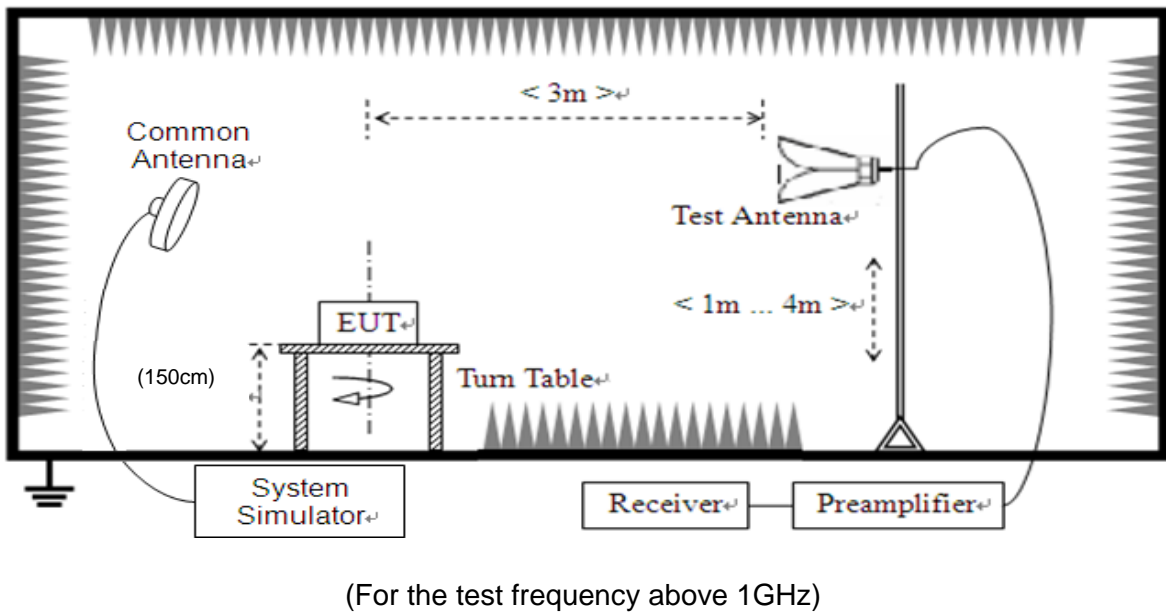 < 3m >↵
Common
Antenna↵
Test Antenna↵
< 1m ... 4m >↵
EUT↵
(150cm)
Turn Table↵
System
Simulator↵
Receiver↵
Preamplifier↵
(For the test frequency above 1GHz)